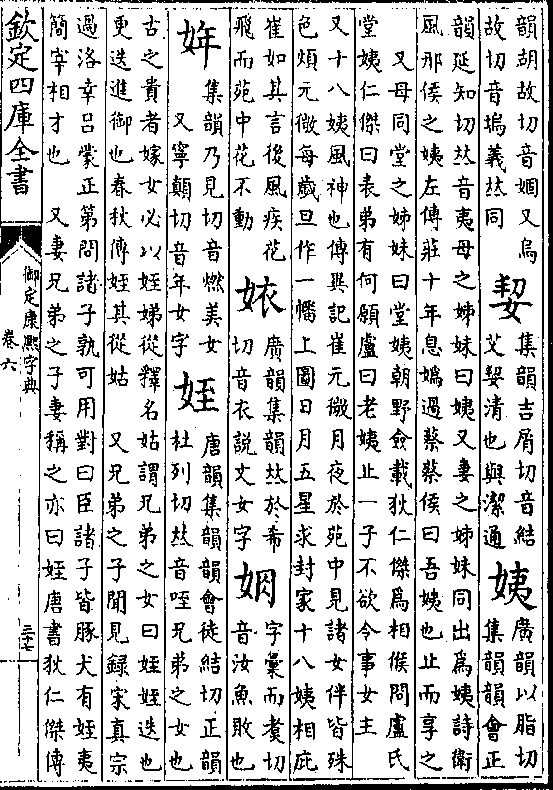 韻胡故切音嫭又烏
故切音塢義𠀤同
㛃
集韻吉屑切音結
艾㛃清也與潔通
姨
廣韻以脂切
集韻韻會正
韻延知切𠀤音夷母之姊妹曰姨又妻之姊妹同出爲姨詩衛
風那侯之姨左傳莊十年息嬀過蔡蔡侯曰吾姨也止而享之
又母同堂之姊妹曰堂姨朝野僉載狄仁傑爲相候問盧氏
堂姨仁傑曰表弟有何願盧曰老姨止一子不欲令事女主
又十八姨風神也傳異記崔元微月夜於苑中見諸女伴皆殊
色煩元微每歲旦作一幡上圖日月五星求封家十八姨相庇
崔如其言後風疾花
飛而苑中花不動
㛄
廣韻集韻𠀤於希
切音衣說文女字
㛅
字彙而煑切
音汝魚敗也
姩
集韻乃見切音燃美女
又寧顛切音年女字
姪
唐韻集韻韻會徒結切正韻
杜列切𠀤音咥兄弟之女也
古之貴者嫁女必以姪娣從釋名姑謂兄弟之女曰姪姪迭也
更迭進御也春秋傳姪其從姑
又兄弟之子聞見錄宋真宗
過洛幸呂蒙正第問諸子孰可用對曰臣諸子皆豚犬有姪夷
簡宰相才也
又妻兄弟之子妻稱之亦曰姪唐書狄仁傑傳
欽定四庫全書
御定康熙字典
卷六
三十七